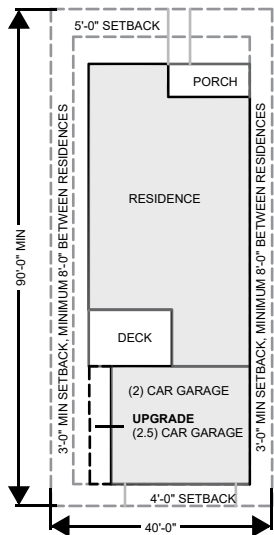 5'-0" SETBACK
PORCH
3'-0" MIN SETBACK, MINIMUM 8'-0" BETWEEN RESIDENCES
3'-0" MIN SETBACK, MINIMUM 8'-0" BETWEEN RESIDENCES
RESIDENCE
90'-0" MIN
DECK
(2) CAR GARAGE
UPGRADE
(2.5) CAR GARAGE
4'-0" SETBACK
40'-0"